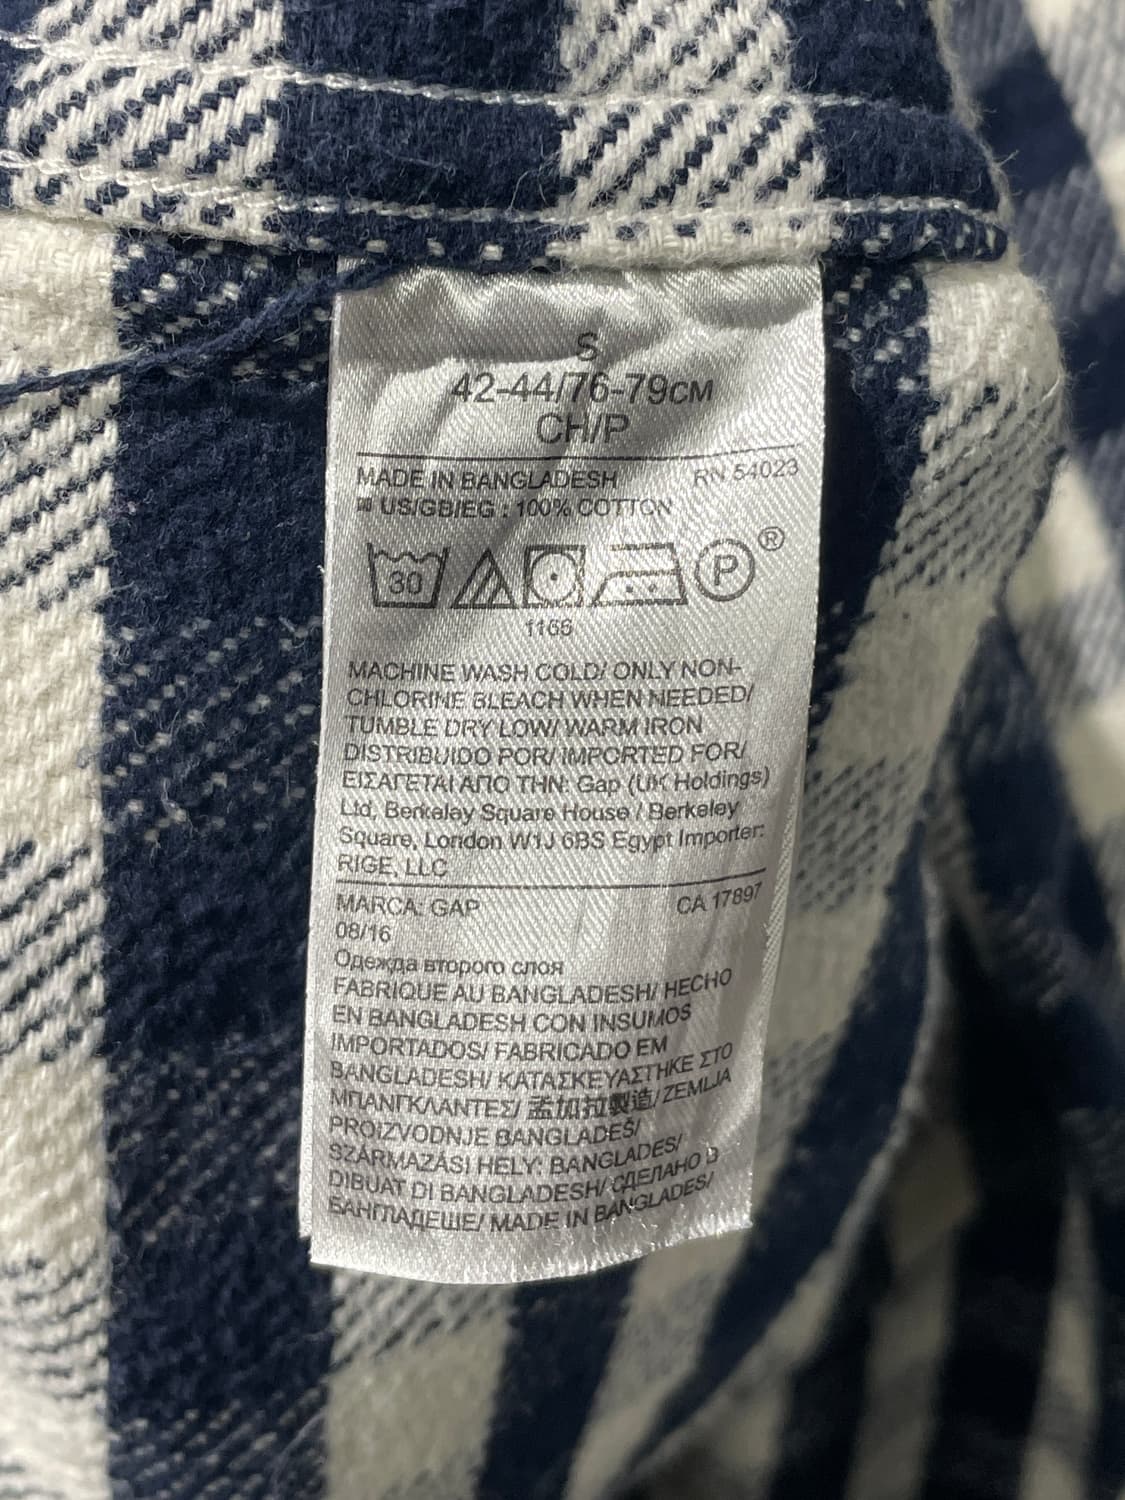 S
42-44/76-79CM
CH/P
MADE IN BANGLADESH RN 54023
US/GB/EG : 100% COTTON
30 P ®
1166
MACHINE WASH COLD/ ONLY NON-
CHLORINE BLEACH WHEN NEEDED/
TUMBLE DRY LOW/ WARM IRON
DISTRIBUIDO POR/ IMPORTED FOR/
ΕΙΣΑΓΕΤΑΙ ΑΠΟ ΤΗΝ: Gap (UK Holdings)
Ltd, Berkeley Square House / Berkeley
Square, London W1J 6BS Egypt Importer:
RIGE, LLC
MARCA: GAP CA 17897
08/16
Одежда второго слоя
FABRIQUE AU BANGLADESH/ HECHO
EN BANGLADESH CON INSUMOS
IMPORTADOS/ FABRICADO EM
BANGLADESH/ ΚΑΤΑΣΚΕΥΑΣΤΗΚΕ ΣΤΟ
ΜΠΑΝΓΚΛΑΝΤΕΣ/ 孟加拉製造/ ZEMLJA
PROIZVODNJE BANGLADEŠ/
SZÁRMAZÁSI HELY: BANGLADES/
DIBUAT DI BANGLADESH/ СДЕЛАНО В
БАНГЛАДЕШЕ/ MADE IN BANGLADES/